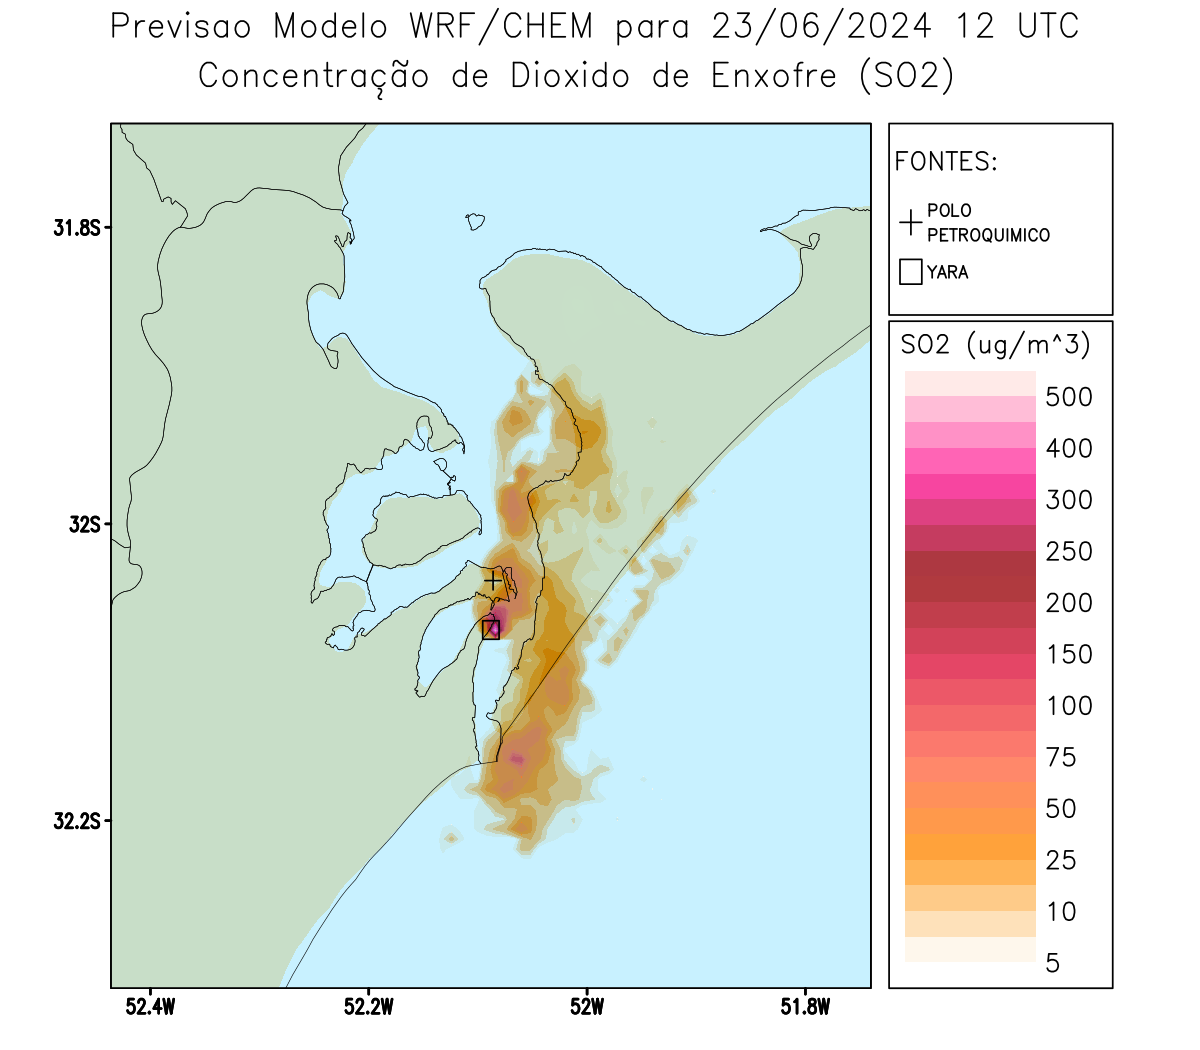 Previsao Modelo WRF/CHEM para 23/06/2024 12 UTC
Concentração de Dioxido de Enxofre (SO2)
FONTES:
POLO
PETROQUIMICO
YARA
31.8S
32S
32.2S
52.4W
52.2W
52W
51.8W
SO2 (ug/m^3)
500
400
300
250
200
150
100
75
50
25
10
5